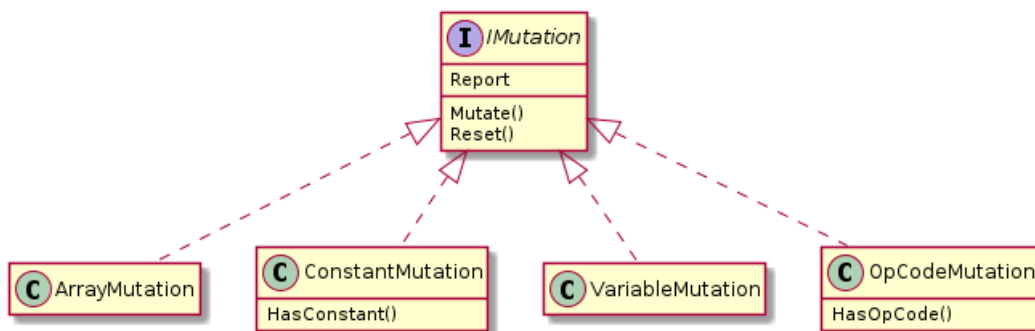 I IMutation
Report
Mutate()
Reset()
C ArrayMutation
C ConstantMutation
HasConstant()
C VariableMutation
C OpCodeMutation
HasOpCode()